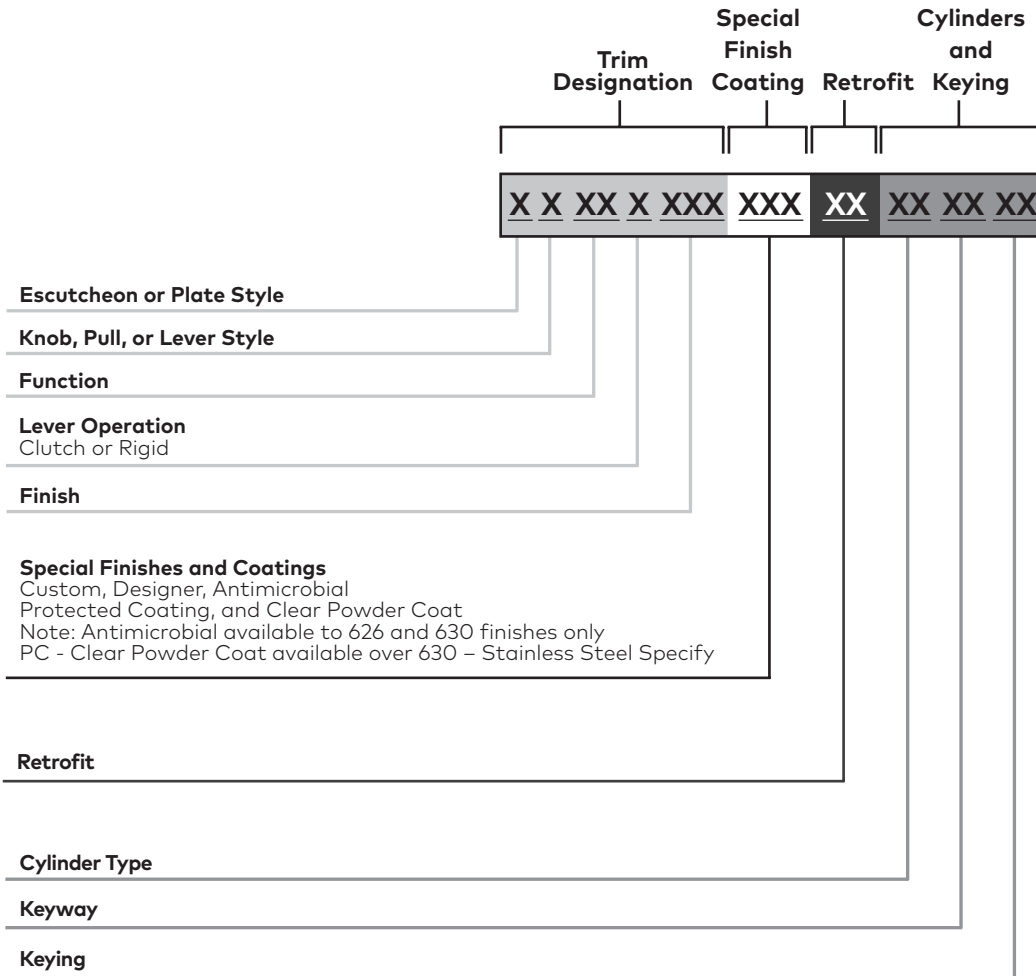 Trim
Designation
Special
Finish
Coating
Retrofit
Cylinders
and
Keying
X X XX X XXX XXX XX XX XX XX
Escutcheon or Plate Style
Knob, Pull, or Lever Style
Function
Lever Operation
Clutch or Rigid
Finish
Special Finishes and Coatings
Custom, Designer, Antimicrobial
Protected Coating, and Clear Powder Coat
Note: Antimicrobial available to 626 and 630 finishes only
PC - Clear Powder Coat available over 630 – Stainless Steel Specify
Retrofit
Cylinder Type
Keyway
Keying